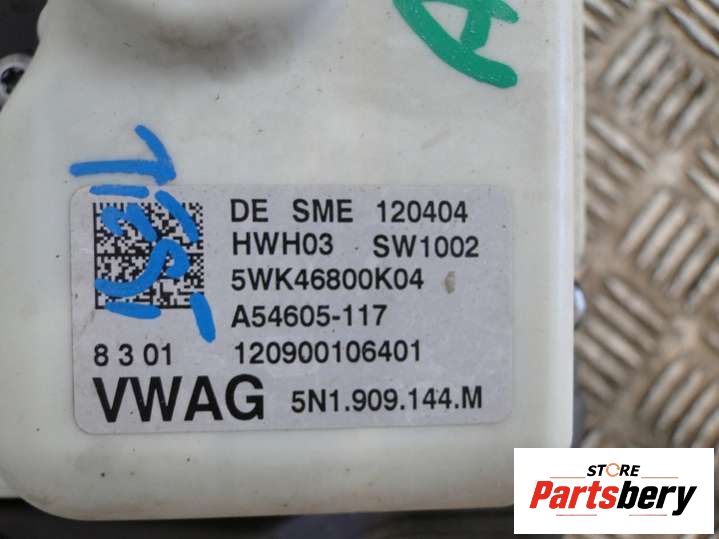 A
DE SME 120404
HWH03 SW1002
5WK46800K04
A54605-117
8 3 01 120900106401
VWAG 5N1.909.144.M
STORE
Partsbery